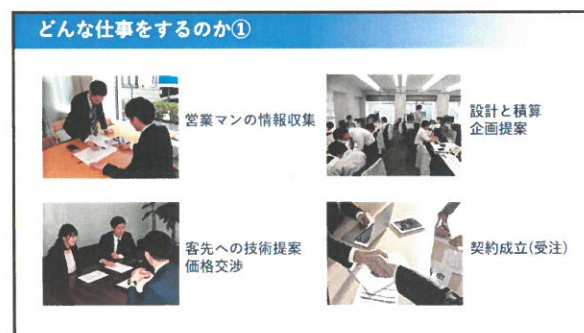 どんな仕事をするのか①
営業マンの情報収集
設計と積算
企画提案
客先への技術提案
価格交渉
契約成立(受注)